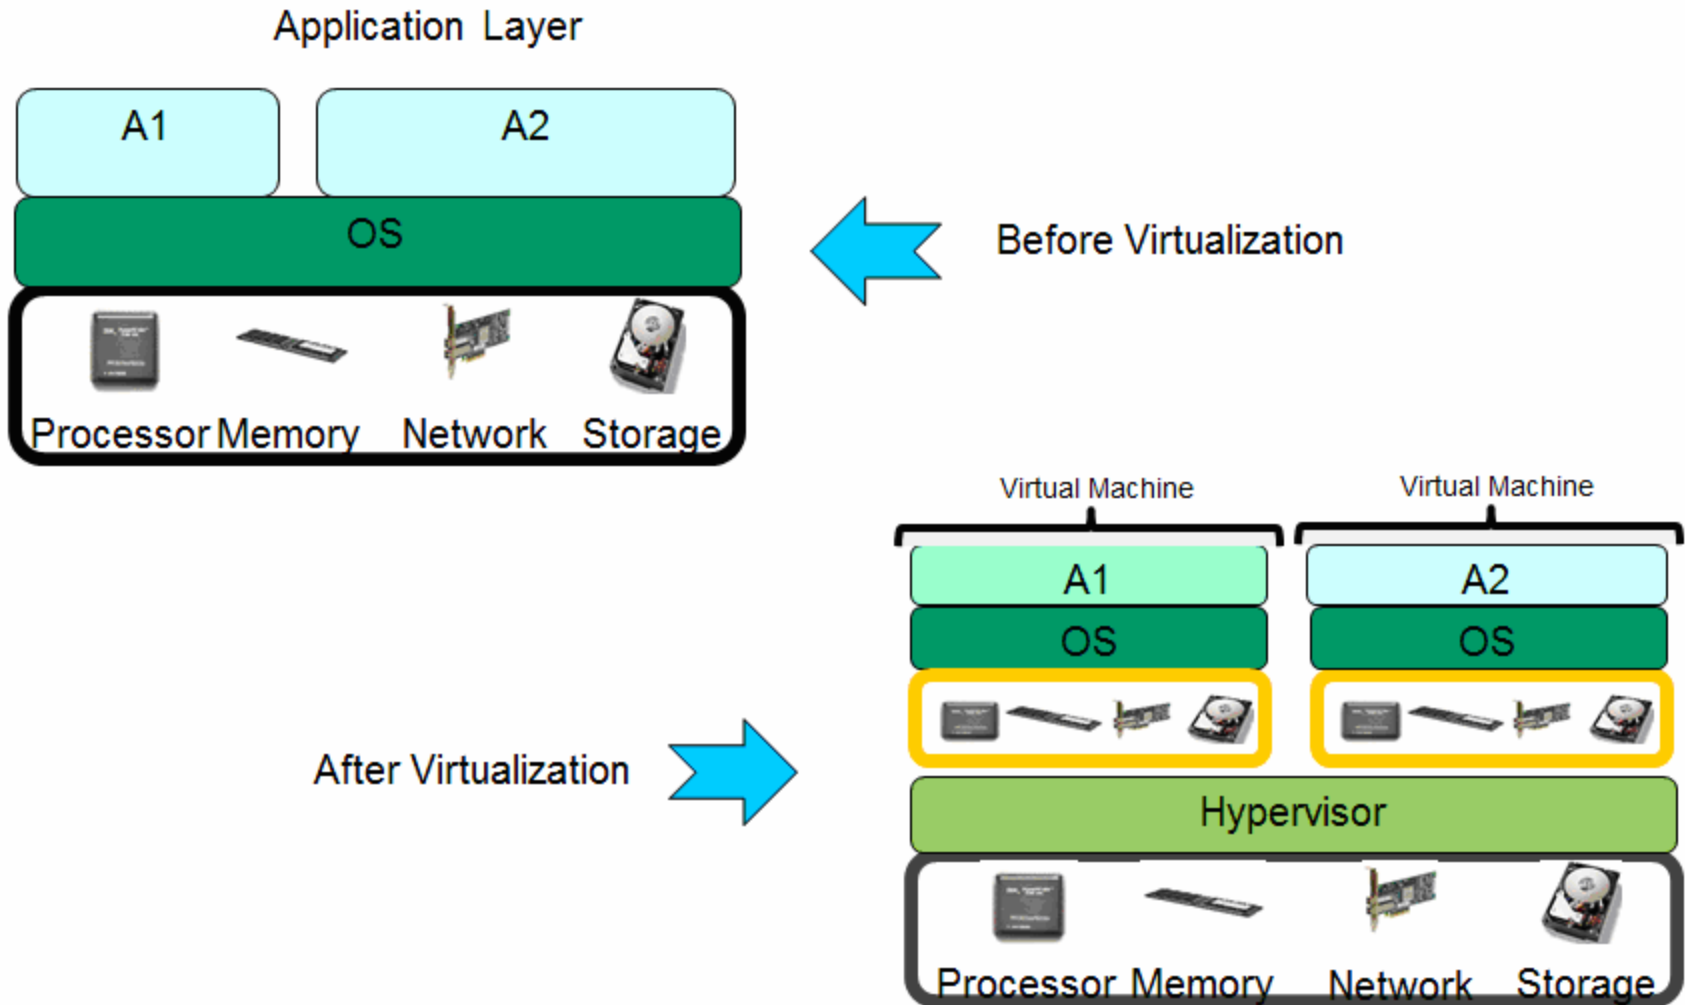 Application Layer
A1
A2
OS
Processor Memory Network Storage
Before Virtualization
After Virtualization
Virtual Machine
Virtual Machine
A1
A2
OS
OS
Hypervisor
Processor Memory Network Storage